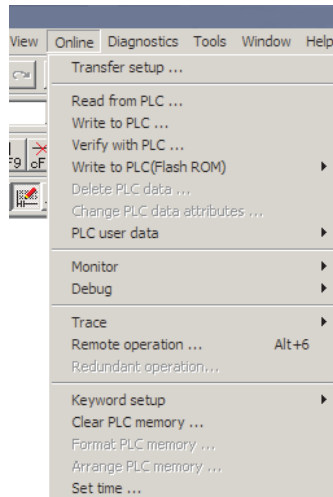 View Online Diagnostics Tools Window Help
Transfer setup ...
Read from PLC ...
Write to PLC ...
Verify with PLC ...
Write to PLC(Flash ROM)
Delete PLC data ...
Change PLC data attributes ...
PLC user data
Monitor
Debug
Trace
Remote operation ... Alt+6
Redundant operation...
Keyword setup
Clear PLC memory ...
Format PLC memory ...
Arrange PLC memory ...
Set time ...
F9 cF